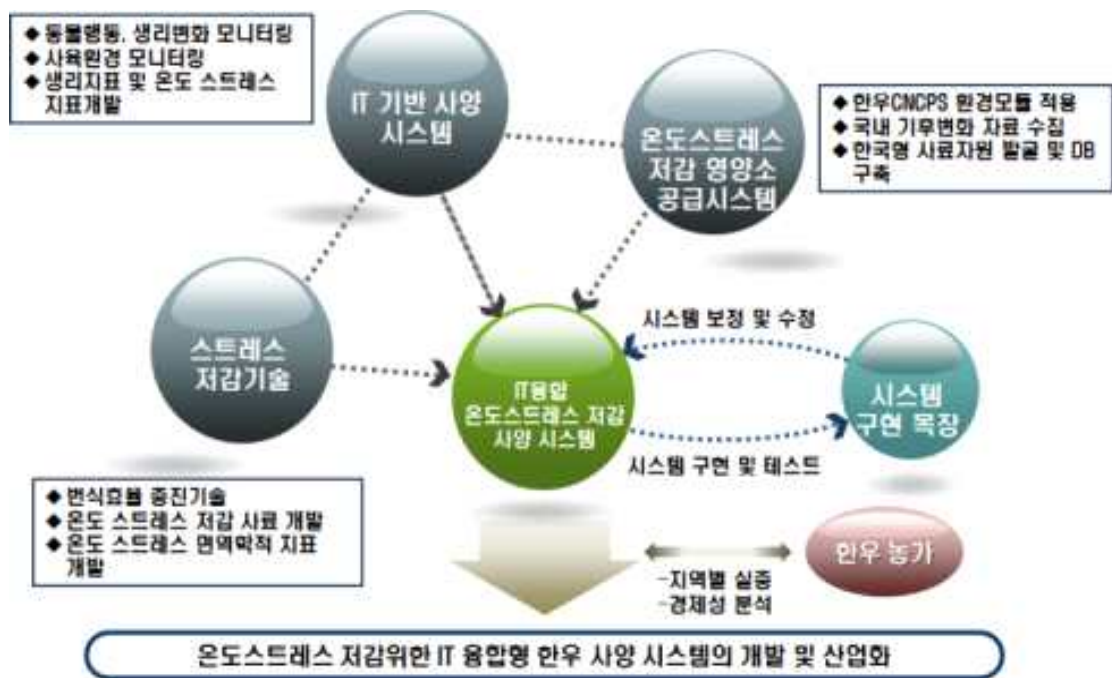 ◆ 동물행동, 생리변화 모니터링
◆ 사육환경 모니터링
◆ 생리지표 및 온도 스트레스
지표개발
IT 기반 사양
시스템
온도스트레스
저감 영양소
공급시스템
◆ 한우CNCPS 환경모듈 적용
◆ 국내 기후변화 자료 수집
◆ 한국형 사료자원 발굴 및 DB
구축
스트레스
저감기술
IT융합
온도스트레스 저감
사양 시스템
시스템 보정 및 수정
시스템
구현 목장
시스템 구현 및 테스트
◆ 번식효율 증진기술
◆ 온도 스트레스 저감 사료 개발
◆ 온도 스트레스 면역학적 지표
개발
한우 농가
-지역별 실증
-경제성 분석
온도스트레스 저감위한 IT 융합형 한우 사양 시스템의 개발 및 산업화